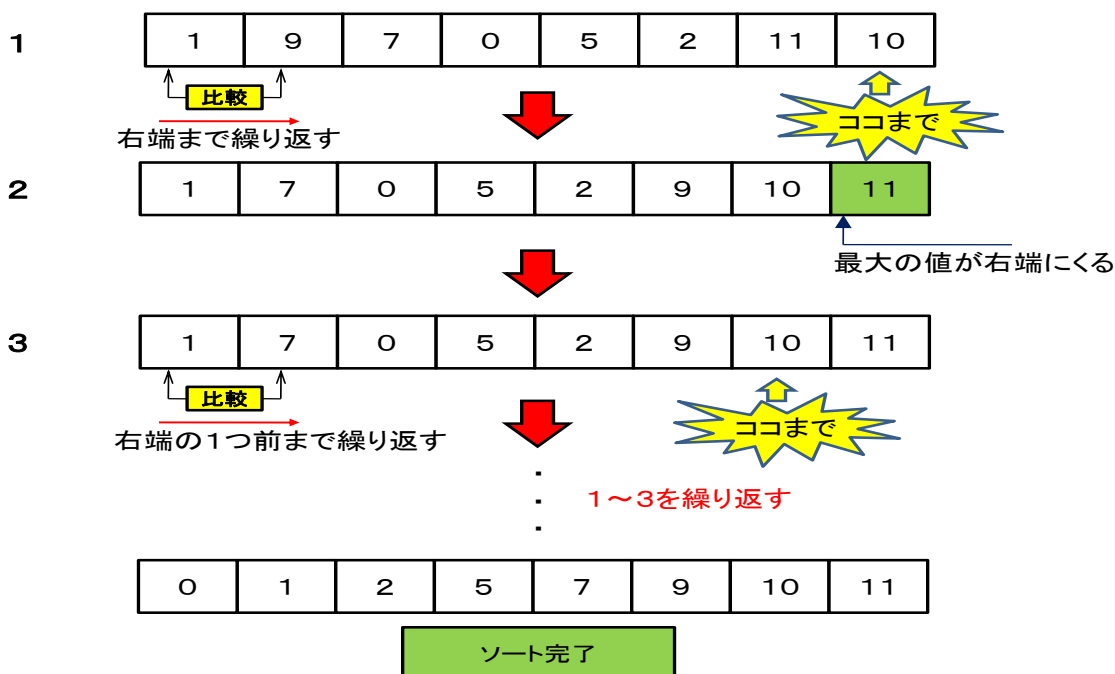 1
1 9 7 0 5 2 11 10
比較
右端まで繰り返す
ココまで
2
1 7 0 5 2 9 10 11
最大の値が右端にくる
3
1 7 0 5 2 9 10 11
比較
右端の1つ前まで繰り返す
ココまで
1～3を繰り返す
0 1 2 5 7 9 10 11
ソート完了